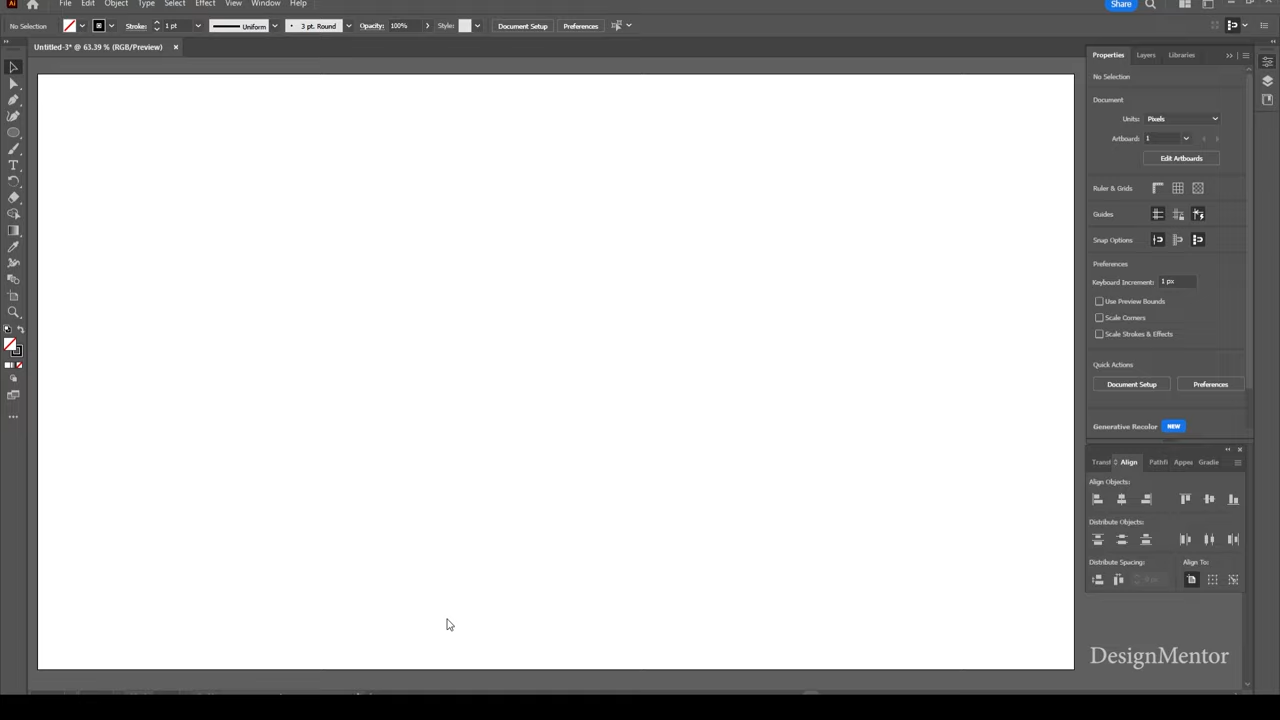 Ai File Edit Object Type Select Effect View Window Help Share
No Selection Stroke: 1 pt Uniform • 3 pt. Round Opacity: 100% Style: Document Setup Preferences
Untitled-3* @ 63.39 % (RGB/Preview) ×
Properties Layers Libraries
No Selection
Document
Units: Pixels
Artboard: 1
Edit Artboards
Ruler & Grids
Guides
Snap Options
Preferences
Keyboard Increment: 1 px
Use Preview Bounds
Scale Corners
Scale Strokes & Effects
Quick Actions
Document Setup Preferences
Generative Recolor NEW
Transf Align Pathfi Appea Gradie
Align Objects:
Distribute Objects:
Distribute Spacing: Align To:
0 px
DesignMentor